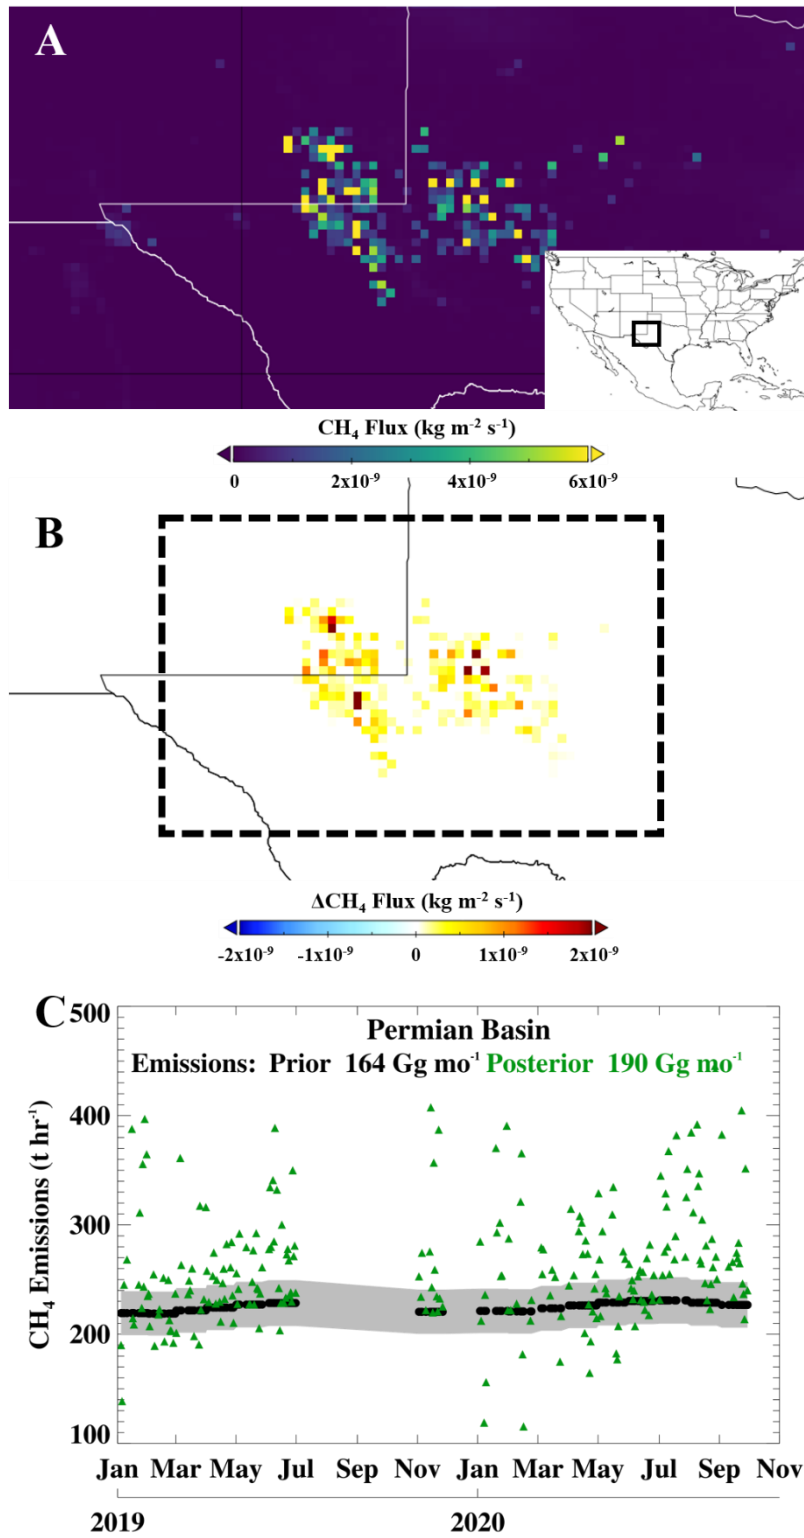 A
CH₄ Flux (kg m⁻² s⁻¹)
0 2x10⁻⁹ 4x10⁻⁹ 6x10⁻⁹
B
ΔCH₄ Flux (kg m⁻² s⁻¹)
-2x10⁻⁹ -1x10⁻⁹ 0 1x10⁻⁹ 2x10⁻⁹
C
Permian Basin
Emissions: Prior 164 Gg mo⁻¹ Posterior 190 Gg mo⁻¹
CH₄ Emissions (t hr⁻¹)
500
400
300
200
100
Jan Mar May Jul Sep Nov Jan Mar May Jul Sep Nov
2019 2020